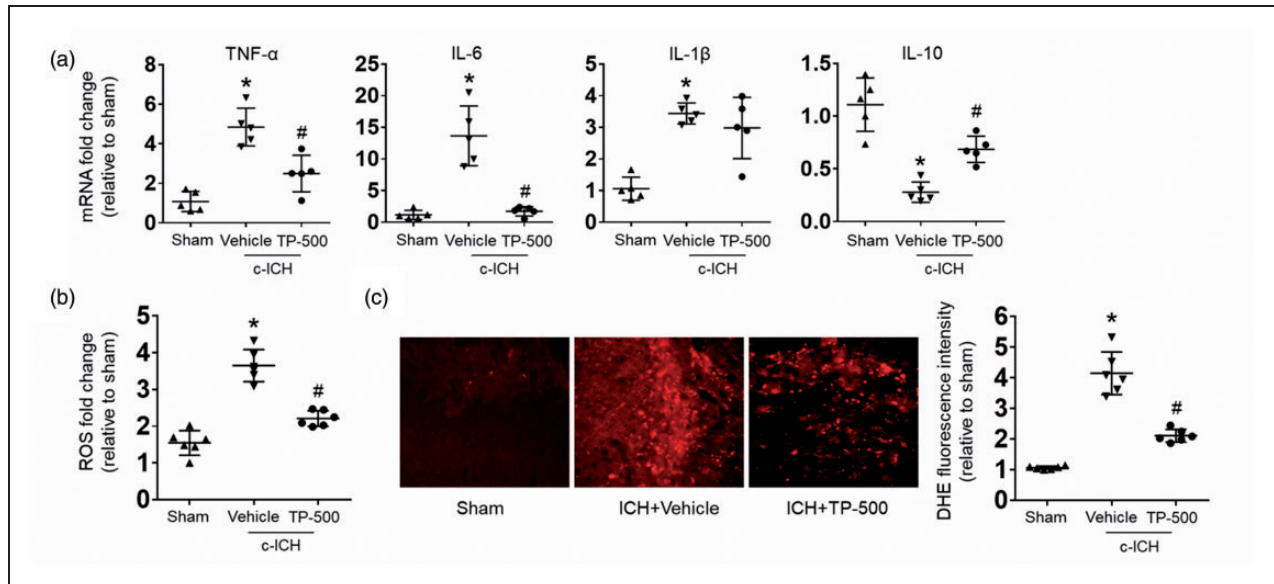 (a)
TNF-α
IL-6
IL-1β
IL-10
mRNA fold change
(relative to sham)
8
6
4
2
0
Sham Vehicle TP-500
c-ICH
25
20
15
10
5
0
Sham Vehicle TP-500
c-ICH
5
4
3
2
1
0
Sham Vehicle TP-500
c-ICH
1.5
1.0
0.5
0.0
Sham Vehicle TP-500
c-ICH
* # * # * * #
(b)
ROS fold change
(relative to sham)
5
4
3
2
1
0
* #
Sham Vehicle TP-500
c-ICH
(c)
Sham
ICH+Vehicle
ICH+TP-500
DHE fluorescence intensity
(relative to sham)
6
5
4
3
2
1
0
* #
Sham Vehicle TP-500
c-ICH